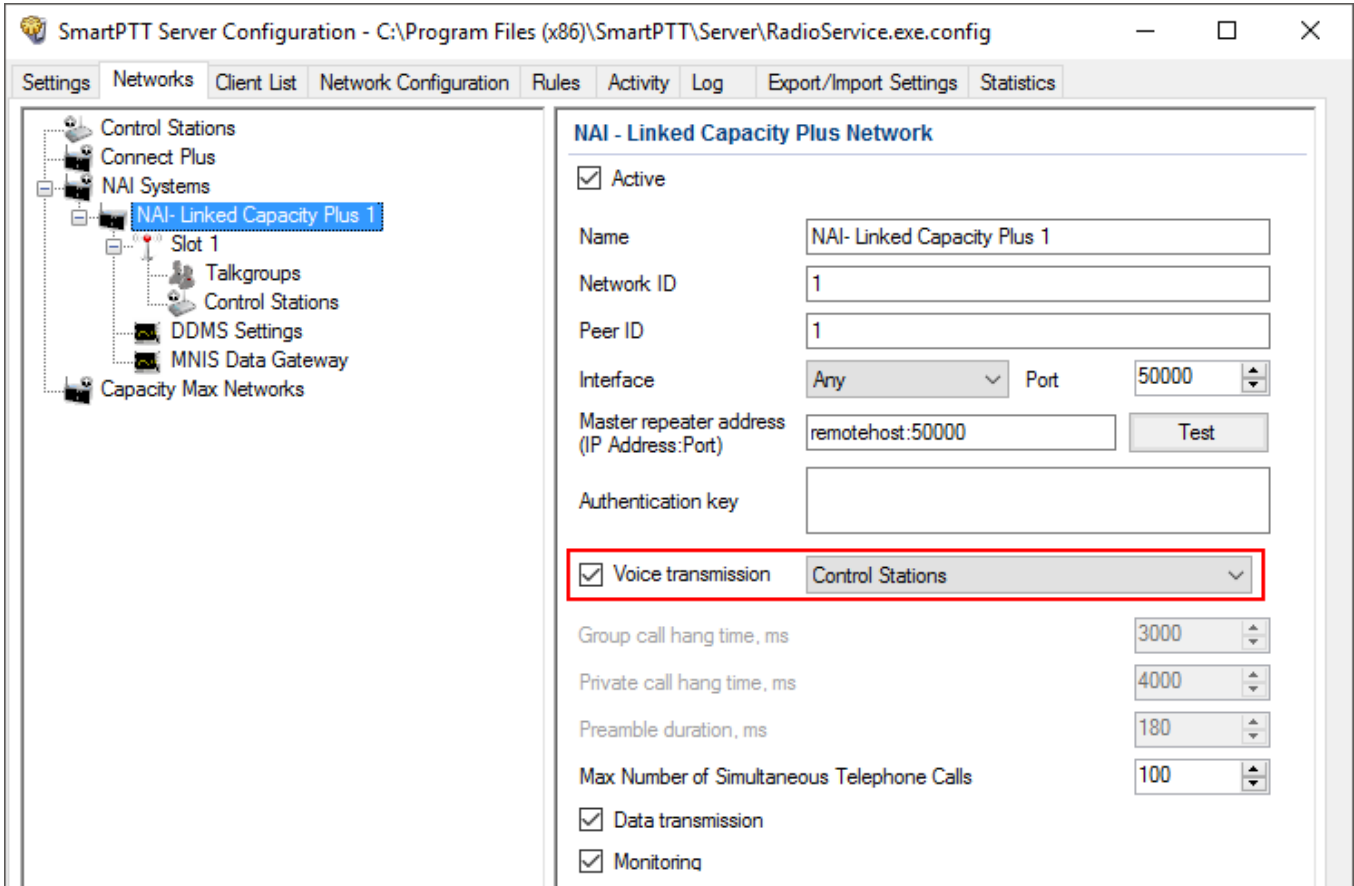 SmartPTT Server Configuration - C:\Program Files (x86)\SmartPTT\Server\RadioService.exe.config
Settings Networks Client List Network Configuration Rules Activity Log Export/Import Settings Statistics
Control Stations
Connect Plus
NAI Systems
NAI- Linked Capacity Plus 1
Slot 1
Talkgroups
Control Stations
DDMS Settings
MNIS Data Gateway
Capacity Max Networks
NAI - Linked Capacity Plus Network
Active
Name NAI- Linked Capacity Plus 1
Network ID 1
Peer ID 1
Interface Any Port 50000
Master repeater address
(IP Address:Port) remotehost:50000 Test
Authentication key
Voice transmission Control Stations
Group call hang time, ms 3000
Private call hang time, ms 4000
Preamble duration, ms 180
Max Number of Simultaneous Telephone Calls 100
Data transmission
Monitoring